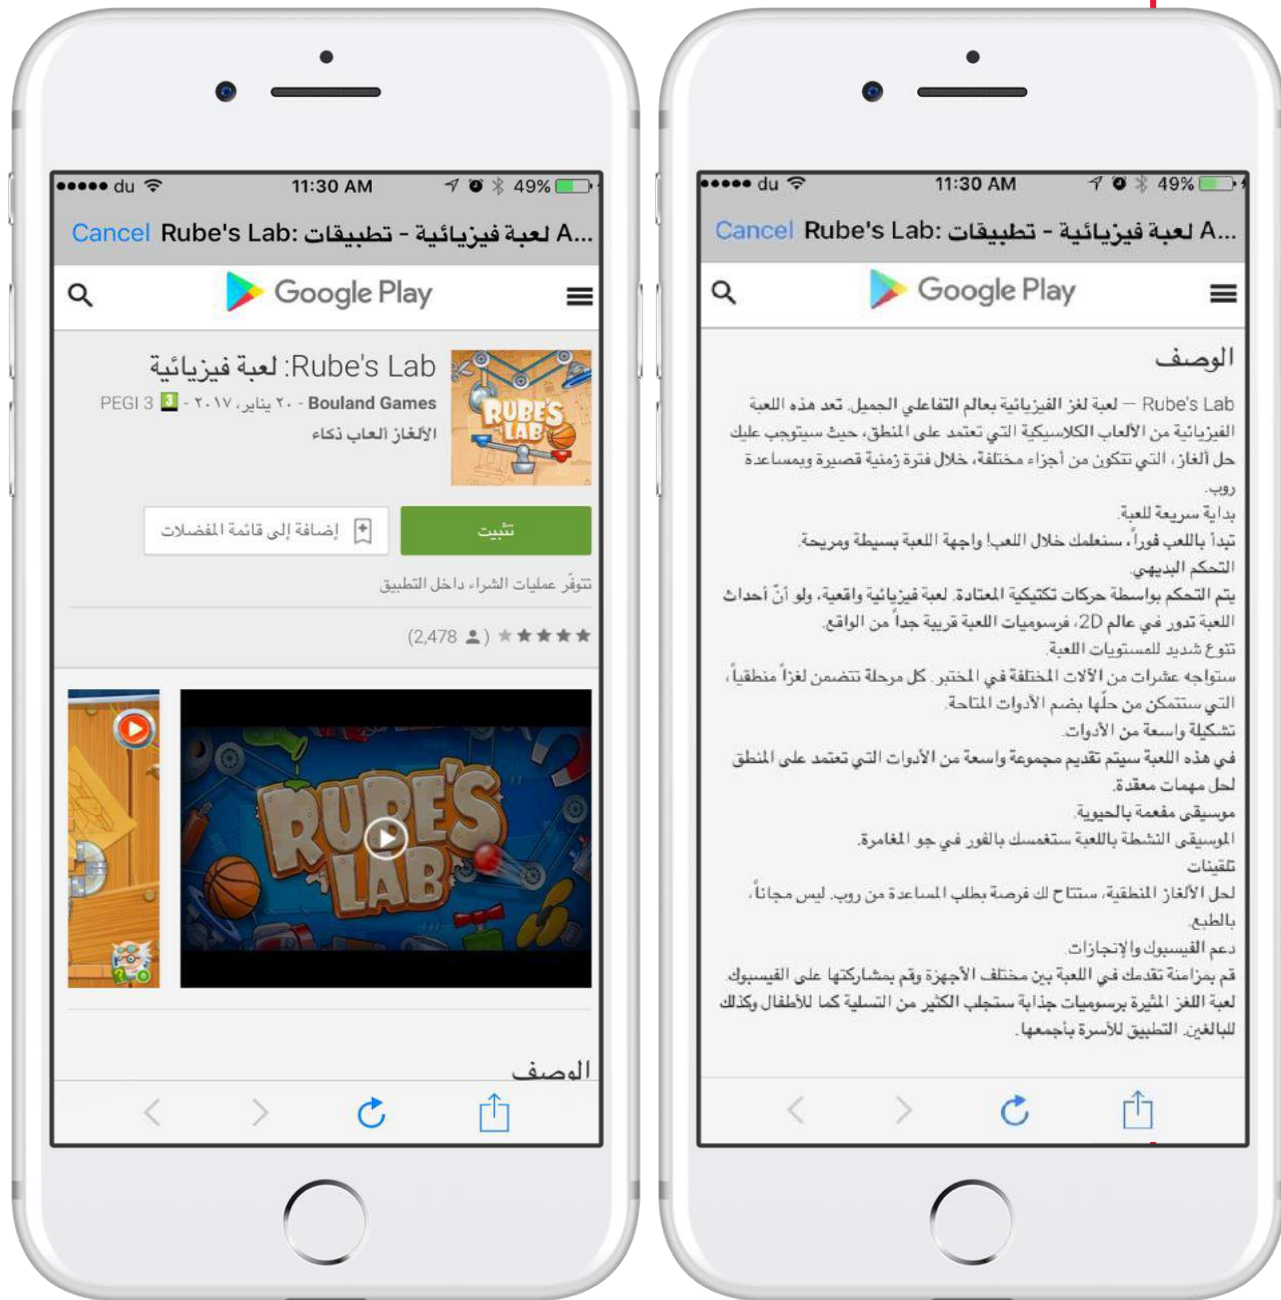 du 11:30 AM 49%
Cancel Rube's Lab: لعبة فيزيائية - تطبيقات A...
Google Play
Rube's Lab: لعبة فيزيائية
Bouland Games - ٢٠ يناير، ٢٠١٧ - 3 PEGI 3
الألغاز ألعاب ذكاء
RUBE'S
LAB
تثبيت
إضافة إلى قائمة المفضلات
تتوفّر عمليات الشراء داخل التطبيق
(2,478)
RUBE'S
LAB
الوصف
du 11:30 AM 49%
Cancel Rube's Lab: لعبة فيزيائية - تطبيقات A...
Google Play
الوصف
Rube's Lab – لعبة لغز الفيزيائية بعالم التفاعلي الجميل. تعد هذه اللعبة
الفيزيائية من الألعاب الكلاسيكية التي تعتمد على المنطق، حيث سيتوجب عليك
حل ألغاز، التي تتكون من أجزاء مختلفة، خلال فترة زمنية قصيرة وبمساعدة
روب.
بداية سريعة للعبة.
تبدأ باللعب فوراً، سنعلمك خلال اللعب! واجهة اللعبة بسيطة ومريحة.
التحكم البديهي.
يتم التحكم بواسطة حركات تكتيكية المعتادة. لعبة فيزيائية واقعية، ولو أنّ أحداث
اللعبة تدور في عالم 2D، فرسوميات اللعبة قريبة جداً من الواقع.
تنوع شديد للمستويات اللعبة.
ستواجه عشرات من الآلات المختلفة في المختبر. كل مرحلة تتضمن لغزاً منطقياً،
التي ستتمكن من حلّها بضم الأدوات المتاحة.
تشكيلة واسعة من الأدوات.
في هذه اللعبة سيتم تقديم مجموعة واسعة من الأدوات التي تعتمد على المنطق
لحل مهمات معقدة.
موسيقى مفعمة بالحيوية.
الموسيقى النشطة باللعبة ستغمسك بالفور في جو المغامرة.
تلقينات
لحل الألغاز المنطقية، ستتاح لك فرصة بطلب المساعدة من روب. ليس مجاناً،
بالطبع.
دعم الفيسبوك والإنجازات.
قم بمزامنة تقدمك في اللعبة بين مختلف الأجهزة وقم بمشاركتها على الفيسبوك.
لعبة اللغز المثيرة برسوميات جذابة ستجلب الكثير من التسلية كما للأطفال وكذلك
للبالغين. التطبيق للأسرة بأجمعها.